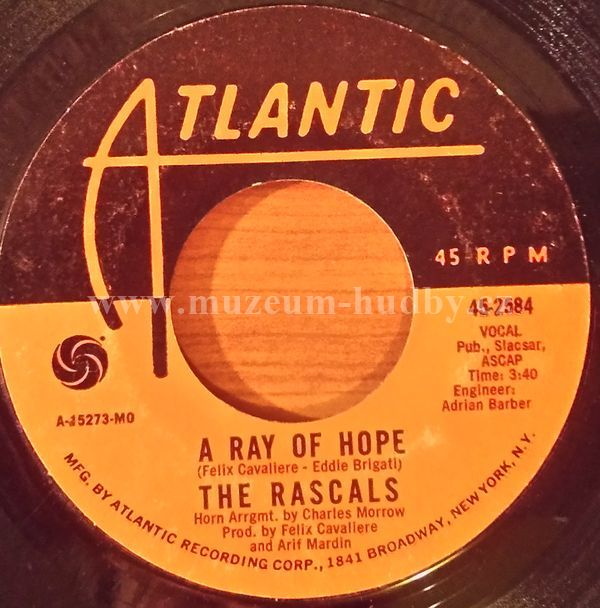 ATLANTIC
45 RPM
www.muzeum-hudby.cz
45-2584
VOCAL
Pub., Slacsar,
ASCAP
Time: 3:40
Engineer:
Adrian Barber
A-15273-MO
A RAY OF HOPE
(Felix Cavaliere - Eddie Brigati)
THE RASCALS
Horn Arrgmt. by Charles Morrow
Prod. by Felix Cavaliere
and Arif Mardin
MFG. BY ATLANTIC RECORDING CORP., 1841 BROADWAY, NEW YORK, N.Y.